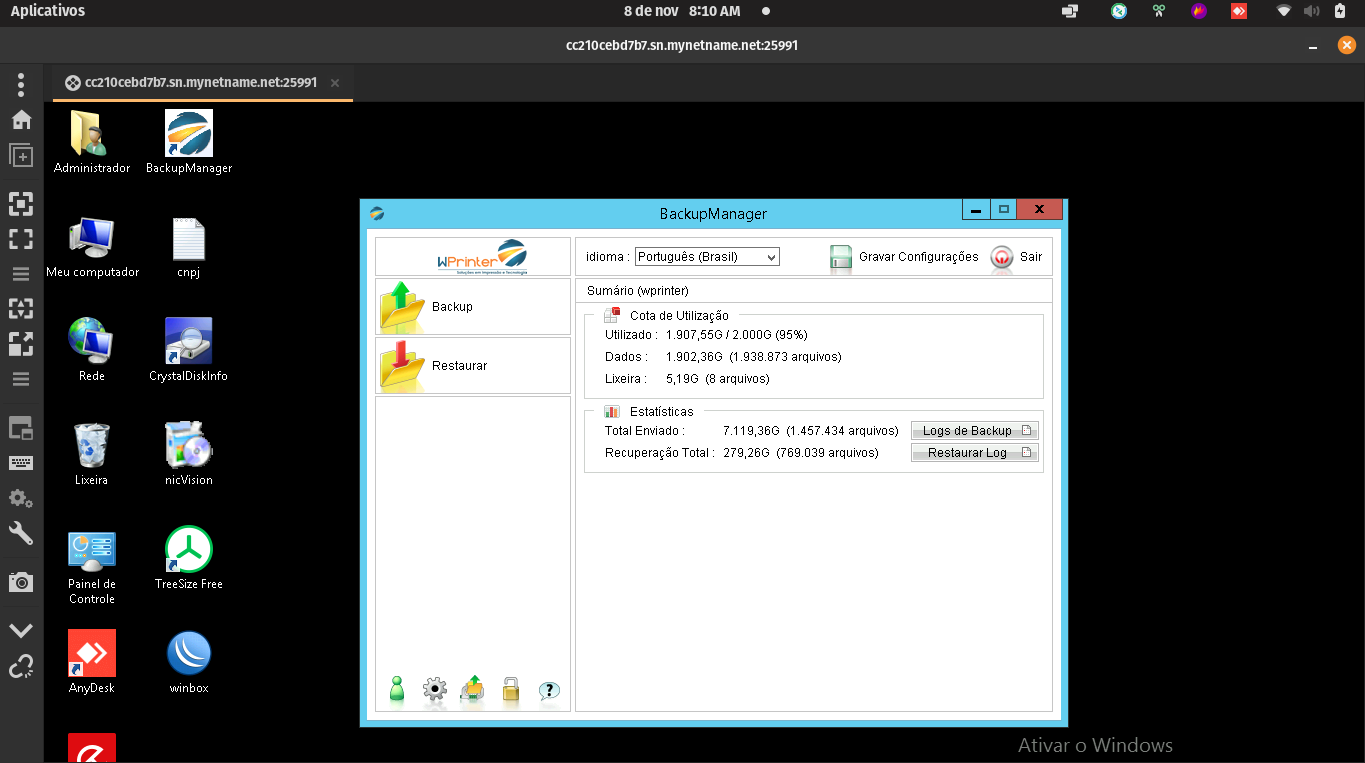 Aplicativos
8 de nov 8:10 AM
cc210cebd7b7.sn.mynetname.net:25991
cc210cebd7b7.sn.mynetname.net:25991
Administrador
BackupManager
Meu computador
cnpj
Rede
CrystalDiskInfo
Lixeira
nicVision
Painel de
Controle
TreeSize Free
AnyDesk
winbox
BackupManager
WPrinter
Soluções em Impressão e Tecnologia
idioma :
Português (Brasil)
Gravar Configurações
Sair
Backup
Restaurar
Sumário (wprinter)
Cota de Utilização
Utilizado : 1.907,55G / 2.000G (95%)
Dados : 1.902,36G (1.938.873 arquivos)
Lixeira : 5,19G (8 arquivos)
Estatísticas
Total Enviado : 7.119,36G (1.457.434 arquivos)
Logs de Backup
Recuperação Total : 279,26G (769.039 arquivos)
Restaurar Log
Ativar o Windows